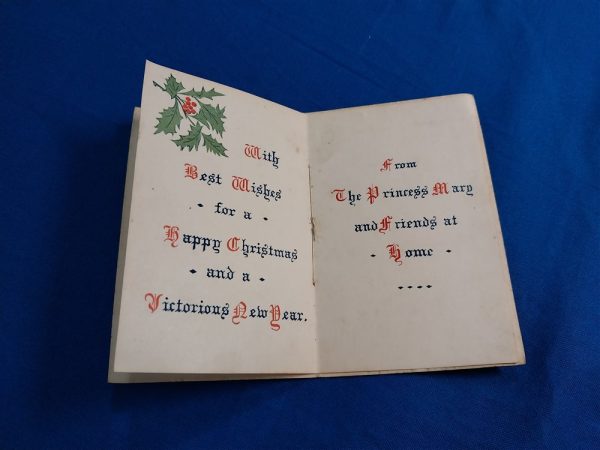 With
Best Wishes
• for a •
Happy Christmas
• and a •
Victorious New Year.
From
The Princess Mary
and Friends at
• Home •
• • • •